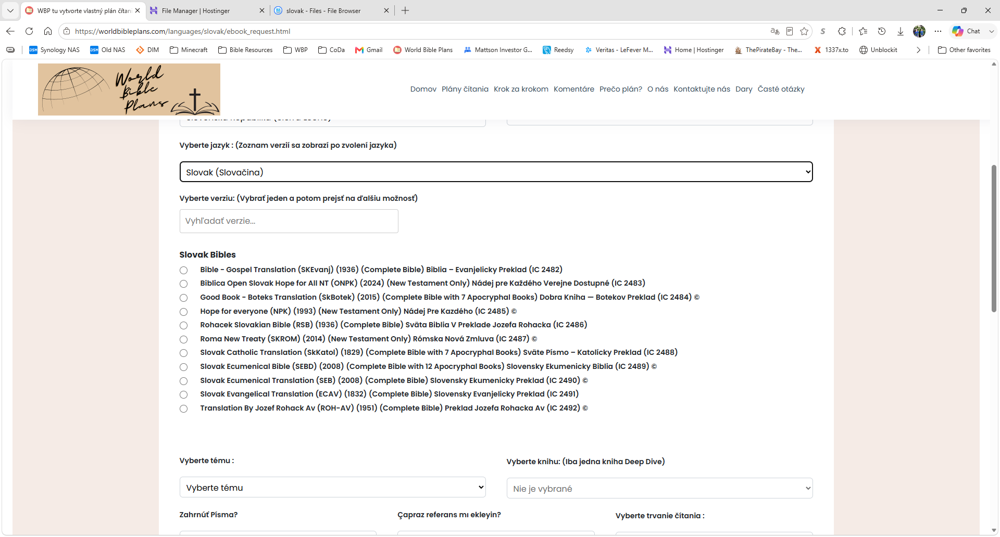 WBP tu vytvorte vlastný plán čítani
File Manager | Hostinger
slovak - Files - File Browser
https://worldbibleplans.com/languages/slovak/ebook_request.html
Chat
Synology NAS
Old NAS
DIM
Minecraft
Bible Resources
WBP
CoDa
Gmail
World Bible Plans
Mattson Investor G...
Reedsy
Veritas - LeFever M...
Home | Hostinger
ThePirateBay - The...
1337x.to
Unblockit
Other favorites
World
Bible
Plans
Domov Plány čítania Krok za krokom Komentáre Prečo plán? O nás Kontaktujte nás Dary Časté otázky
Vyberte jazyk : (Zoznam verzií sa zobrazí po zvolení jazyka)
Slovak (Slovačina)
Vyberte verziu: (Vybrať jeden a potom prejsť na ďalšiu možnosť)
Vyhľadať verzie...
Slovak Bibles
Bible - Gospel Translation (SKEvanj) (1936) (Complete Bible) Biblia – Evanjelicky Preklad (IC 2482)
Biblica Open Slovak Hope for All NT (ONPK) (2024) (New Testament Only) Nádej pre Každého Verejne Dostupné (IC 2483)
Good Book - Boteks Translation (SkBotek) (2015) (Complete Bible with 7 Apocryphal Books) Dobra Kniha — Botekov Preklad (IC 2484) ©
Hope for everyone (NPK) (1993) (New Testament Only) Nádej Pre Kazdého (IC 2485) ©
Rohacek Slovakian Bible (RSB) (1936) (Complete Bible) Sväta Biblia V Preklade Jozefa Rohacka (IC 2486)
Roma New Treaty (SKROM) (2014) (New Testament Only) Rómska Nová Zmluva (IC 2487) ©
Slovak Catholic Translation (SkKatol) (1829) (Complete Bible with 7 Apocryphal Books) Sväte Písmo – Katolícky Preklad (IC 2488)
Slovak Ecumenical Bible (SEBD) (2008) (Complete Bible with 12 Apocryphal Books) Slovensky Ekumenicky Biblia (IC 2489) ©
Slovak Ecumenical Translation (SEB) (2008) (Complete Bible) Slovensky Ekumenicky Preklad (IC 2490) ©
Slovak Evangelical Translation (ECAV) (1832) (Complete Bible) Slovensky Evanjelicky Preklad (IC 2491)
Translation By Jozef Rohack Av (ROH-AV) (1951) (Complete Bible) Preklad Jozefa Rohacka Av (IC 2492) ©
Vyberte tému :
Vyberte knihu: (Iba jedna kniha Deep Dive)
Vyberte tému
Nie je vybrané
Zahrnúť Písma?
Çapraz referans mı ekleyin?
Vyberte trvanie čítania :